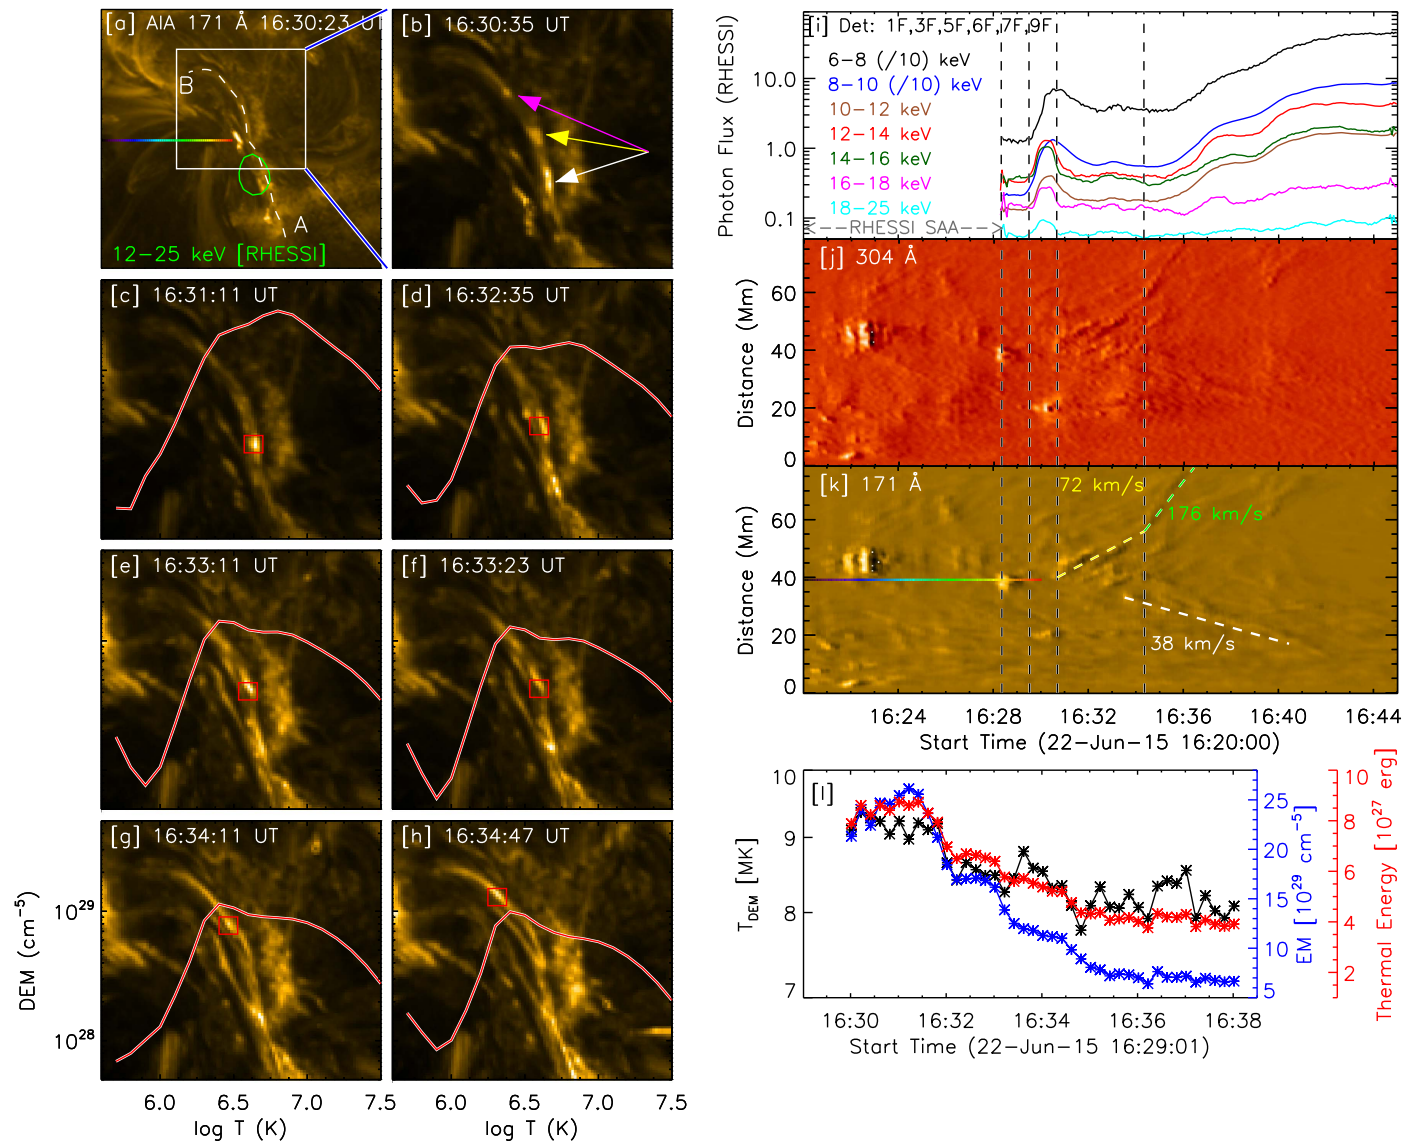 [a] AIA 171 Å 16:30:23 UT
B
A
12−25 keV [RHESSI]
[b] 16:30:35 UT
[c] 16:31:11 UT
[d] 16:32:35 UT
[e] 16:33:11 UT
[f] 16:33:23 UT
[g] 16:34:11 UT
[h] 16:34:47 UT
DEM (cm⁻⁵)
10²⁹
10²⁸
6.0 6.5 7.0 7.5
6.5 7.0 7.5
log T (K)
log T (K)
[i] Det: 1F,3F,5F,6F,7F,9F
6−8 (/10) keV
8−10 (/10) keV
10−12 keV
12−14 keV
14−16 keV
16−18 keV
18−25 keV
<−−RHESSI SAA−−>
Photon Flux (RHESSI)
10.0
1.0
0.1
[j] 304 Å
Distance (Mm)
60
40
20
0
[k] 171 Å
72 km/s
176 km/s
38 km/s
Distance (Mm)
60
40
20
0
16:24 16:28 16:32 16:36 16:40 16:44
Start Time (22−Jun−15 16:20:00)
[l]
T_DEM [MK]
10
9
8
7
25
20
15
10
5
EM [10²⁹ cm⁻⁵]
10
8
6
4
2
Thermal Energy [10²⁷ erg]
16:30 16:32 16:34 16:36 16:38
Start Time (22−Jun−15 16:29:01)